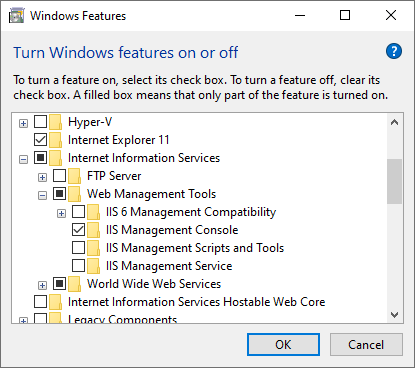 Windows Features
Turn Windows features on or off
?
To turn a feature on, select its check box. To turn a feature off, clear its
check box. A filled box means that only part of the feature is turned on.
Hyper-V
Internet Explorer 11
Internet Information Services
FTP Server
Web Management Tools
IIS 6 Management Compatibility
IIS Management Console
IIS Management Scripts and Tools
IIS Management Service
World Wide Web Services
Internet Information Services Hostable Web Core
Legacy Components
OK Cancel